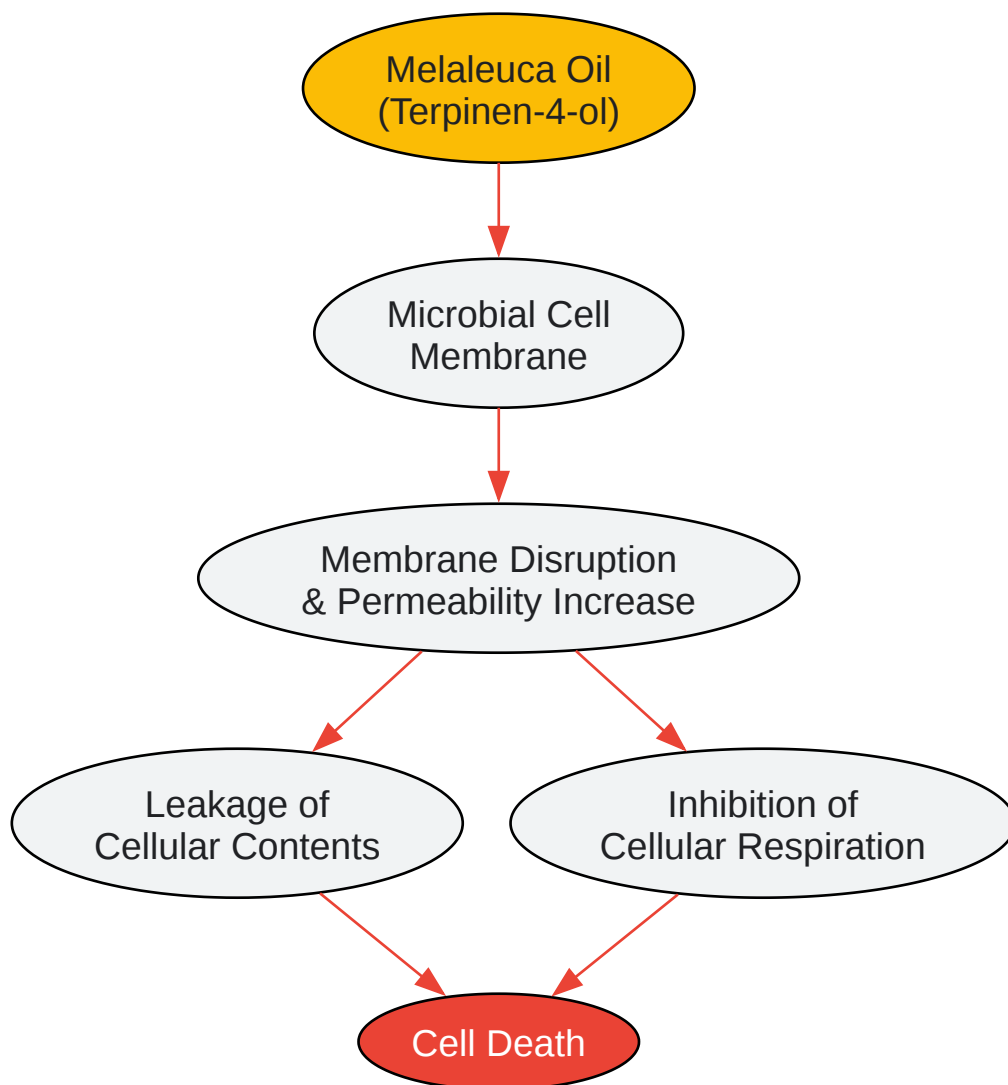 Melaleuca Oil
(Terpinen-4-ol)
Microbial Cell
Membrane
Membrane Disruption
& Permeability Increase
Leakage of
Cellular Contents
Inhibition of
Cellular Respiration
Cell Death